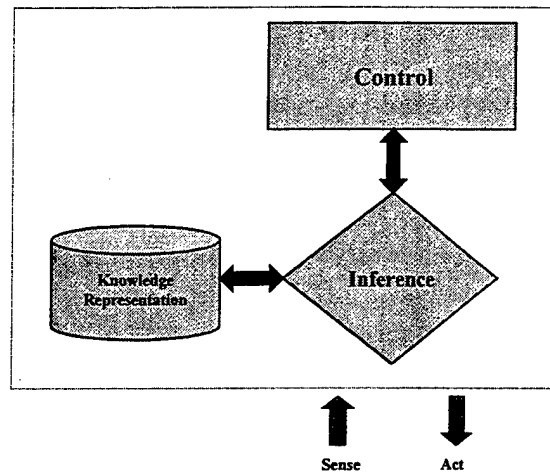 Control
Knowledge
Representation
Inference
Sense
Act